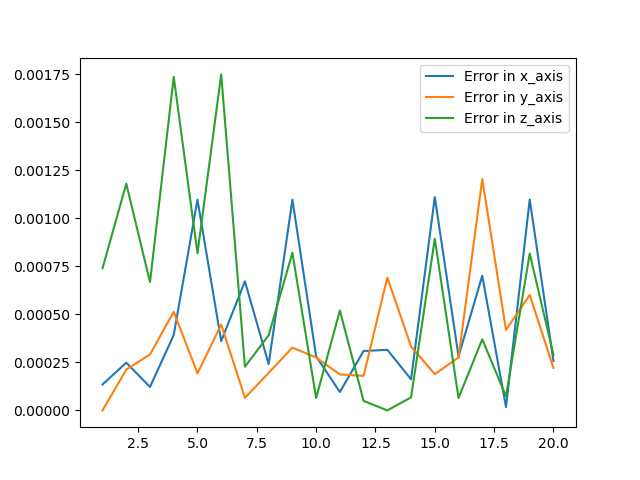 Error in x_axis
Error in y_axis
Error in z_axis
0.00175
0.00150
0.00125
0.00100
0.00075
0.00050
0.00025
0.00000
2.5 5.0 7.5 10.0 12.5 15.0 17.5 20.0